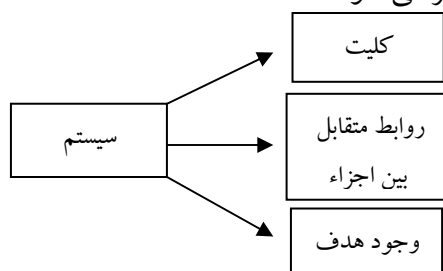 کلیت
سیستم
روابط متقابل
بین اجزاء
وجود هدف